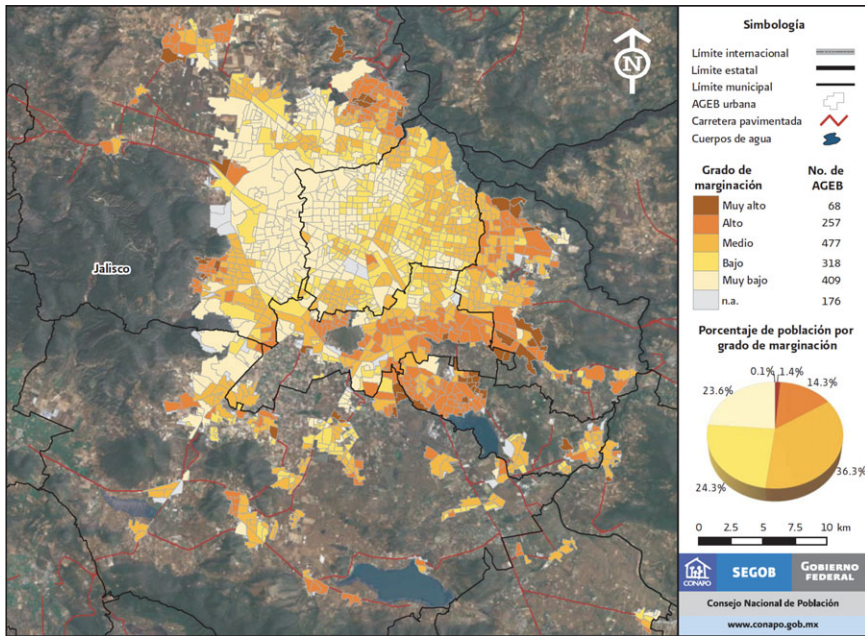 Jalisco
N
Simbología
Límite internacional
Límite estatal
Límite municipal
AGEB urbana
Carretera pavimentada
Cuerpos de agua
Grado de marginación No. de AGEB
Muy alto 68
Alto 257
Medio 477
Bajo 318
Muy bajo 409
n.a. 176
Porcentaje de población por
grado de marginación
0.1% 1.4%
14.3%
23.6%
36.3%
24.3%
0 2.5 5 7.5 10 km
CONAPO
SEGOB
GOBIERNO
FEDERAL
Consejo Nacional de Población
www.conapo.gob.mx